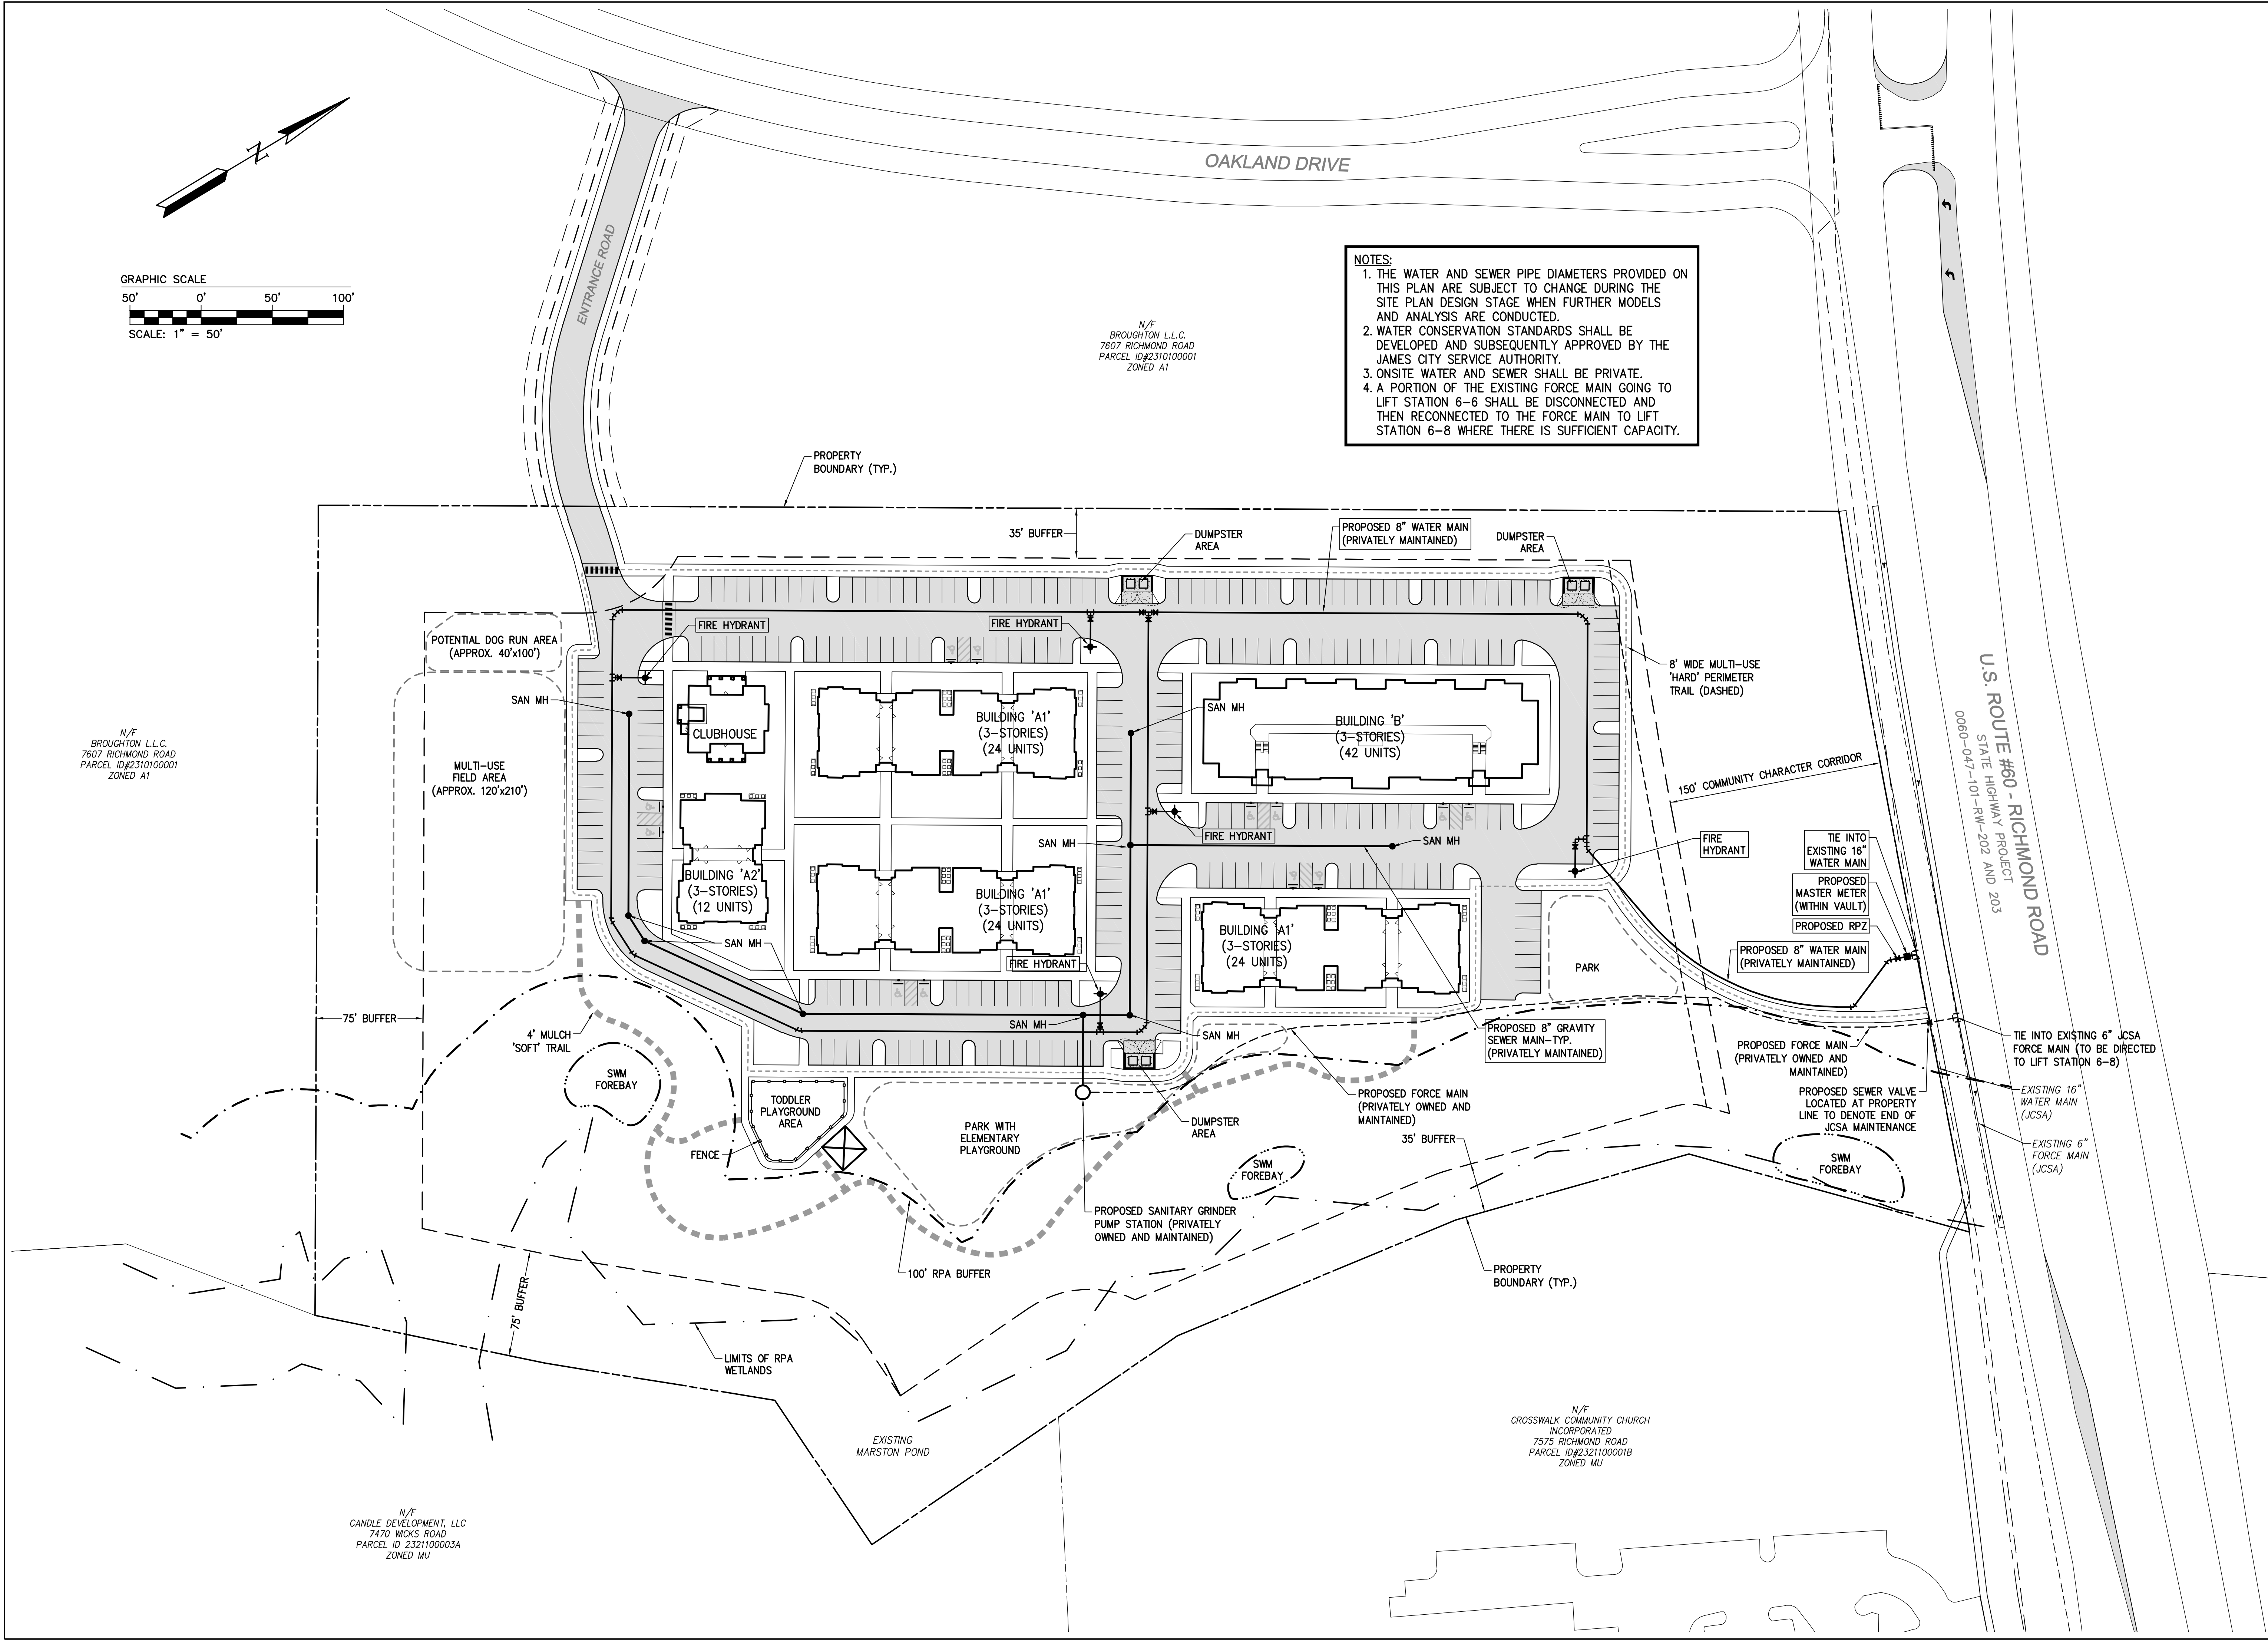 OAKLAND DRIVE
ENTRANCE ROAD
N
GRAPHIC SCALE
50' 0' 50' 100'
SCALE: 1" = 50'
NOTES:
1. THE WATER AND SEWER PIPE DIAMETERS PROVIDED ON
THIS PLAN ARE SUBJECT TO CHANGE DURING THE
SITE PLAN DESIGN STAGE WHEN FURTHER MODELS
AND ANALYSIS ARE CONDUCTED.
2. WATER CONSERVATION STANDARDS SHALL BE
DEVELOPED AND SUBSEQUENTLY APPROVED BY THE
JAMES CITY SERVICE AUTHORITY.
3. ONSITE WATER AND SEWER SHALL BE PRIVATE.
4. A PORTION OF THE EXISTING FORCE MAIN GOING TO
LIFT STATION 6-6 SHALL BE DISCONNECTED AND
THEN RECONNECTED TO THE FORCE MAIN TO LIFT
STATION 6-8 WHERE THERE IS SUFFICIENT CAPACITY.
N/F
BROUGHTON L.L.C.
7607 RICHMOND ROAD
PARCEL ID#2310100001
ZONED A1
PROPERTY
BOUNDARY (TYP.)
35' BUFFER
DUMPSTER
AREA
PROPOSED 8" WATER MAIN
(PRIVATELY MAINTAINED)
DUMPSTER
AREA
POTENTIAL DOG RUN AREA
(APPROX. 40'x100')
FIRE HYDRANT
FIRE HYDRANT
8' WIDE MULTI-USE
'HARD' PERIMETER
TRAIL (DASHED)
SAN MH
CLUBHOUSE
BUILDING 'A1'
(3-STORIES)
(24 UNITS)
SAN MH
BUILDING 'B'
(3-STORIES)
(42 UNITS)
U.S. ROUTE #60 - RICHMOND ROAD
STATE HIGHWAY PROJECT
0060-047-101-RW-202 AND 203
N/F
BROUGHTON L.L.C.
7607 RICHMOND ROAD
PARCEL ID#2310100001
ZONED A1
MULTI-USE
FIELD AREA
(APPROX. 120'x210')
150' COMMUNITY CHARACTER CORRIDOR
FIRE HYDRANT
SAN MH
SAN MH
FIRE
HYDRANT
TIE INTO
EXISTING 16"
WATER MAIN
PROPOSED
MASTER METER
(WITHIN VAULT)
PROPOSED RPZ
PROPOSED 8" WATER MAIN
(PRIVATELY MAINTAINED)
BUILDING 'A2'
(3-STORIES)
(12 UNITS)
BUILDING 'A1'
(3-STORIES)
(24 UNITS)
BUILDING 'A1'
(3-STORIES)
(24 UNITS)
SAN MH
FIRE HYDRANT
PARK
75' BUFFER
4' MULCH
'SOFT' TRAIL
SAN MH
SAN MH
PROPOSED 8" GRAVITY
SEWER MAIN-TYP.
(PRIVATELY MAINTAINED)
PROPOSED FORCE MAIN
(PRIVATELY OWNED AND
MAINTAINED)
TIE INTO EXISTING 6" JCSA
FORCE MAIN (TO BE DIRECTED
TO LIFT STATION 6-8)
SWM
FOREBAY
TODDLER
PLAYGROUND
AREA
PROPOSED FORCE MAIN
(PRIVATELY OWNED AND
MAINTAINED)
PROPOSED SEWER VALVE
LOCATED AT PROPERTY
LINE TO DENOTE END OF
JCSA MAINTENANCE
EXISTING 16"
WATER MAIN
(JCSA)
FENCE
PARK WITH
ELEMENTARY
PLAYGROUND
DUMPSTER
AREA
35' BUFFER
EXISTING 6"
FORCE MAIN
(JCSA)
SWM
FOREBAY
SWM
FOREBAY
PROPOSED SANITARY GRINDER
PUMP STATION (PRIVATELY
OWNED AND MAINTAINED)
100' RPA BUFFER
PROPERTY
BOUNDARY (TYP.)
75' BUFFER
LIMITS OF RPA
WETLANDS
EXISTING
MARSTON POND
N/F
CROSSWALK COMMUNITY CHURCH
INCORPORATED
7575 RICHMOND ROAD
PARCEL ID#2321100001B
ZONED MU
N/F
CANDLE DEVELOPMENT, LLC
7470 WICKS ROAD
PARCEL ID 2321100003A
ZONED MU